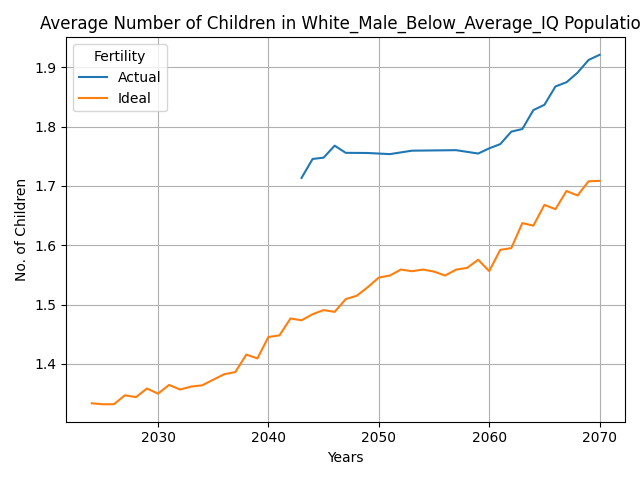 Average Number of Children in White_Male_Below_Average_IQ Populatio
Fertility
Actual
Ideal
1.9
1.8
1.7
1.6
1.5
1.4
No. of Children
2030 2040 2050 2060 2070
Years